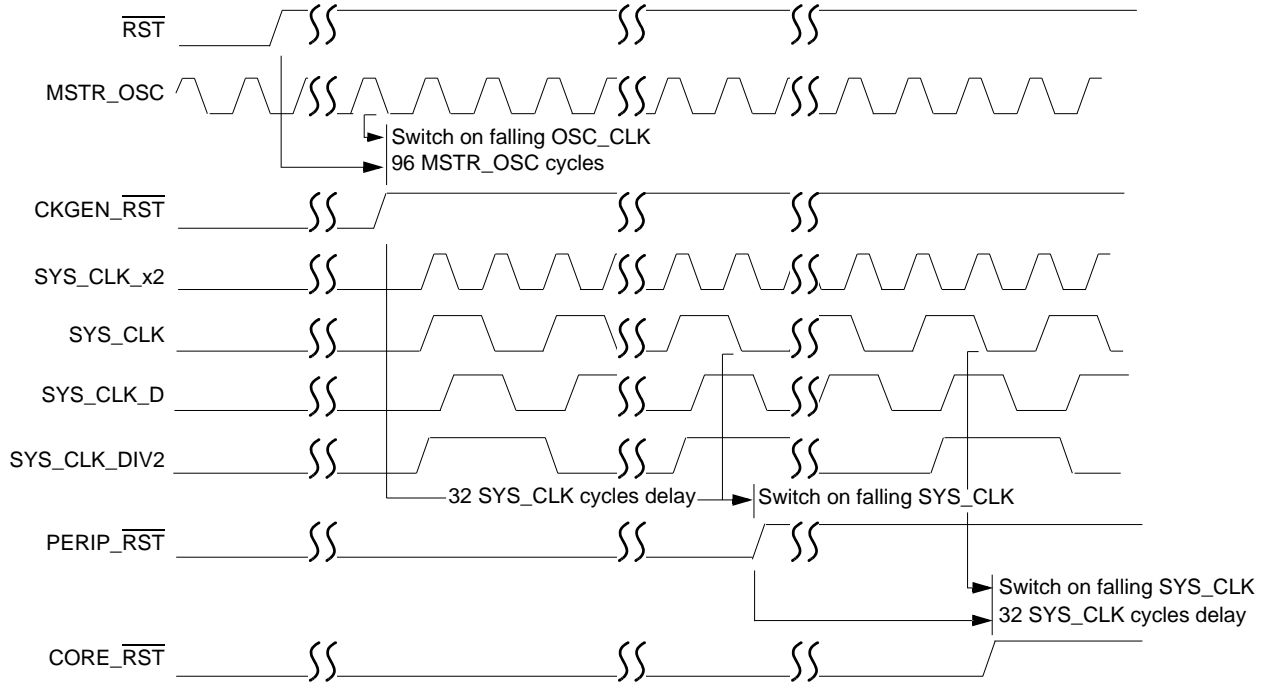 RST
MSTR_OSC
Switch on falling OSC_CLK
96 MSTR_OSC cycles
CKGEN_RST
SYS_CLK_x2
SYS_CLK
SYS_CLK_D
SYS_CLK_DIV2
32 SYS_CLK cycles delay
Switch on falling SYS_CLK
PERIP_RST
Switch on falling SYS_CLK
32 SYS_CLK cycles delay
CORE_RST